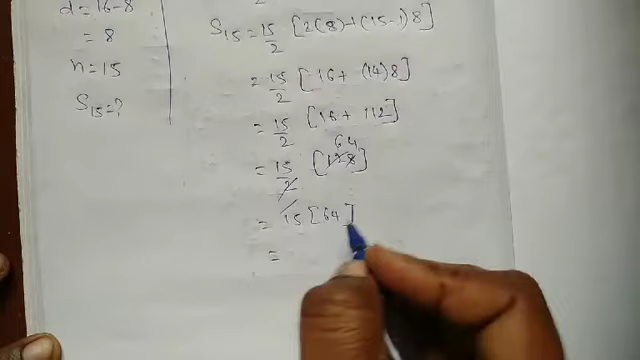 d = 16-8
= 8
n = 15
S15 = ?
S15 = 15/2 [2(8)+(15-1)8]
= 15/2 [16+ (14)8]
= 15/2 [16 + 112]
64
= 15/2 [128]
= 15 [64]
=